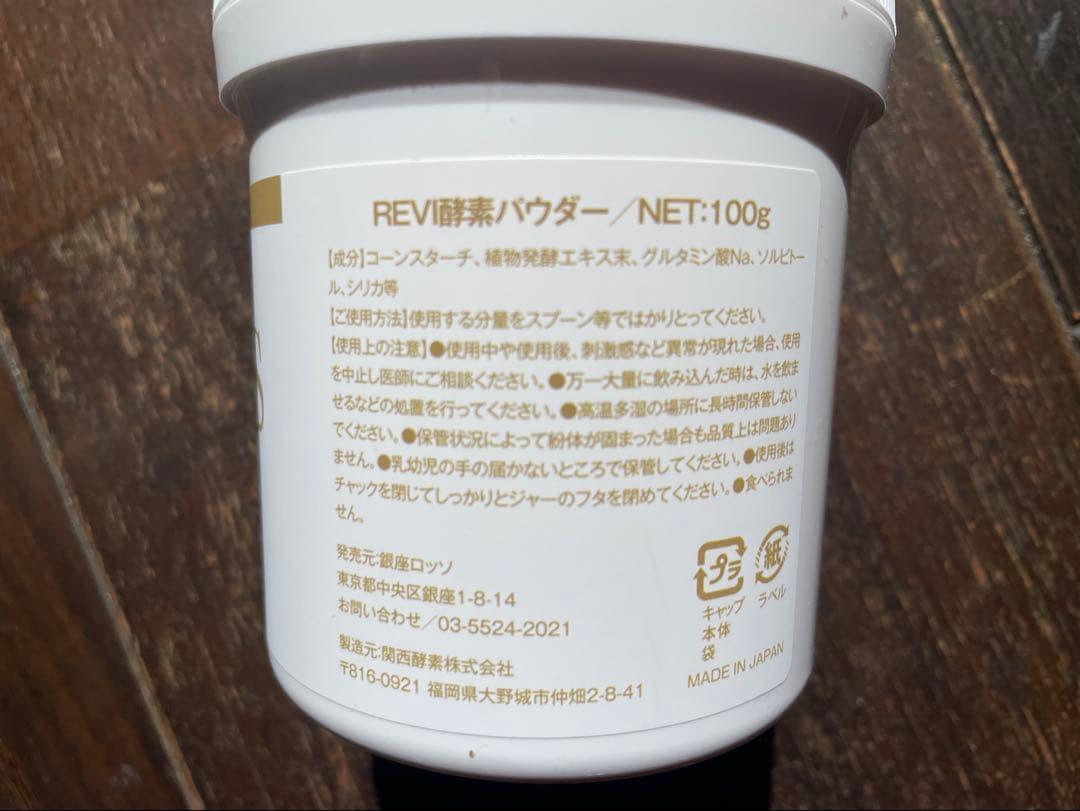 REVI酵素パウダー／NET:100g
【成分】コーンスターチ、植物発酵エキス末、グルタミン酸Na、ソルビトー
ル、シリカ等
【ご使用方法】使用する分量をスプーン等ではかりとってください。
【使用上の注意】●使用中や使用後、刺激感など異常が現れた場合、使用
を中止し医師にご相談ください。●万一大量に飲み込んだ時は、水を飲ま
せるなどの処置を行ってください。●高温多湿の場所に長時間保管しない
でください。●保管状況によって粉体が固まった場合も品質上は問題あり
ません。●乳幼児の手の届かないところで保管してください。●使用後は
チャックを閉じてしっかりとジャーのフタを閉めてください。●食べられま
せん。
発売元:銀座ロッソ
東京都中央区銀座1-8-14
お問い合わせ／03-5524-2021
製造元:関西酵素株式会社
〒816-0921 福岡県大野城市仲畑2-8-41
プラ
紙
キャップ
本体
袋
ラベル
MADE IN JAPAN